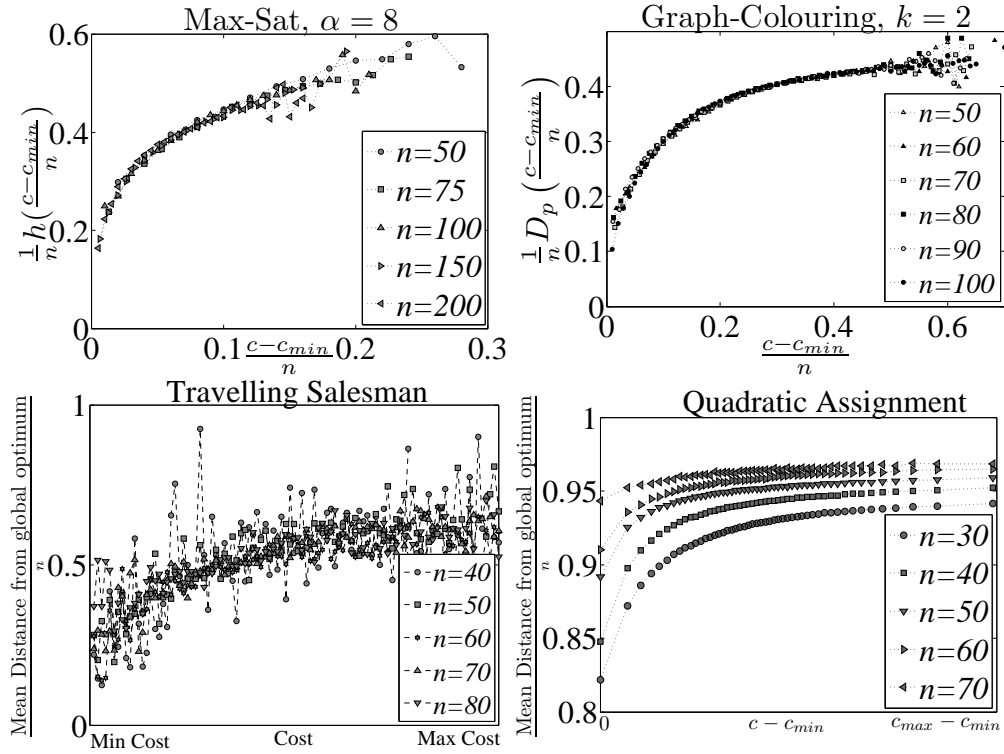 Max-Sat, α = 8
0.6
0.4
0.2
0
0
0.1
0.2
0.3
1/n h((c−c_min)/n)
(c−c_min)/n
n=50
n=75
n=100
n=150
n=200
Graph-Colouring, k = 2
0.4
0.3
0.2
0.1
0
0
0.2
0.4
0.6
1/n D_p((c−c_min)/n)
(c−c_min)/n
n=50
n=60
n=70
n=80
n=90
n=100
Travelling Salesman
1
0.5
0
Mean Distance from global optimum
n
Min Cost
Cost
Max Cost
n=40
n=50
n=60
n=70
n=80
Quadratic Assignment
1
0.95
0.9
0.85
0.8
Mean Distance from global optimum
n
0
c − c_min
c_max − c_min
n=30
n=40
n=50
n=60
n=70